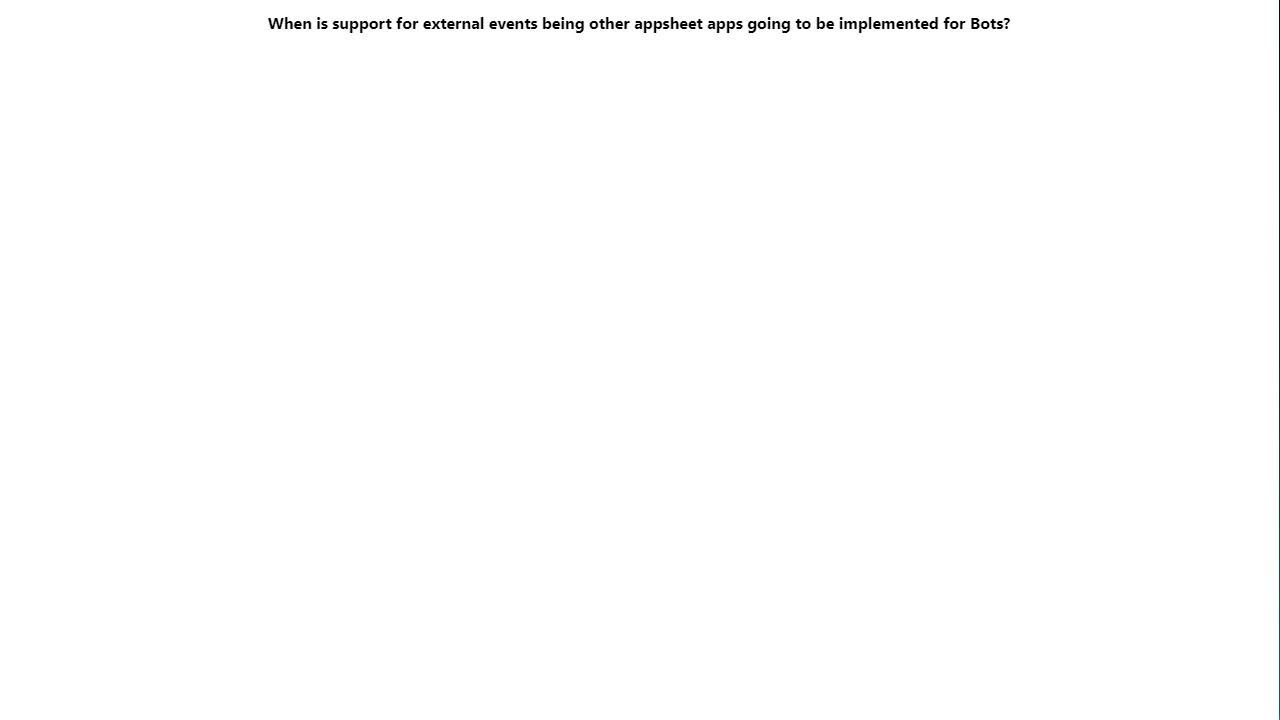 When is support for external events being other appsheet apps going to be implemented for Bots?